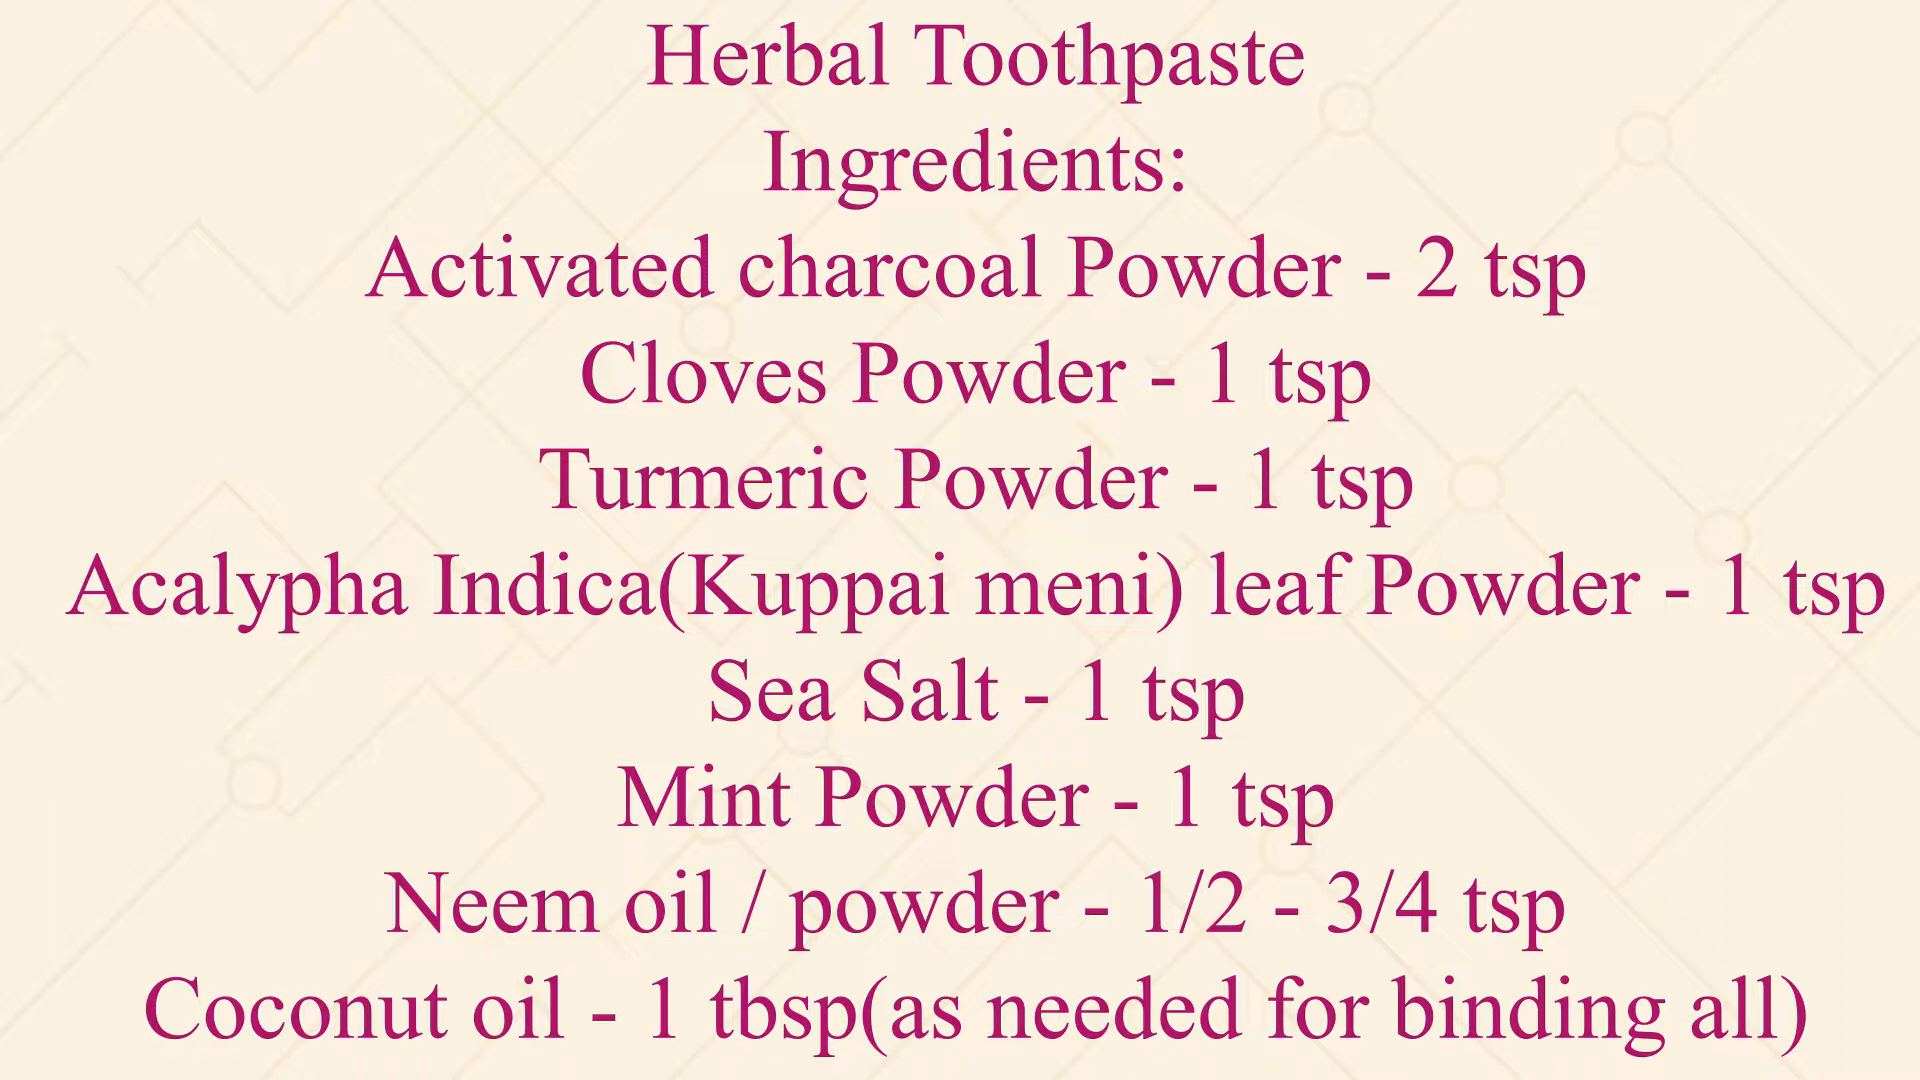 Herbal Toothpaste
Ingredients:
Activated charcoal Powder - 2 tsp
Cloves Powder - 1 tsp
Turmeric Powder - 1 tsp
Acalypha Indica(Kuppai meni) leaf Powder - 1 tsp
Sea Salt - 1 tsp
Mint Powder - 1 tsp
Neem oil / powder - 1/2 - 3/4 tsp
Coconut oil - 1 tbsp(as needed for binding all)